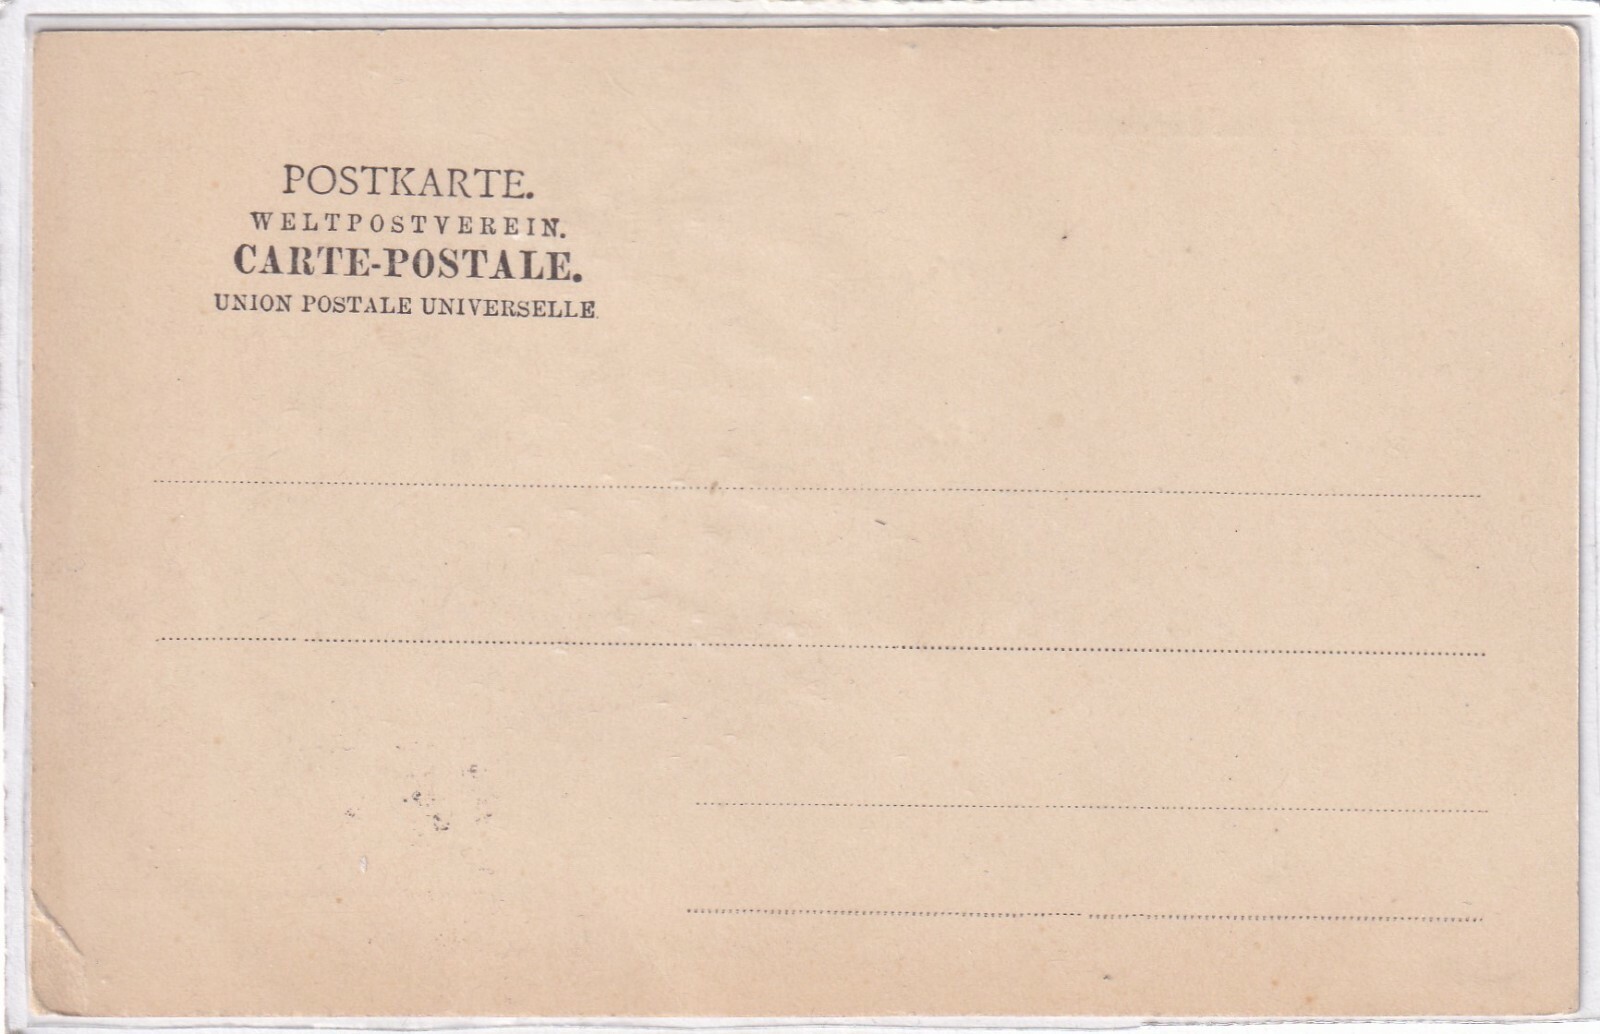 POSTKARTE.
WELTPOSTVEREIN.
CARTE-POSTALE.
UNION POSTALE UNIVERSELLE.